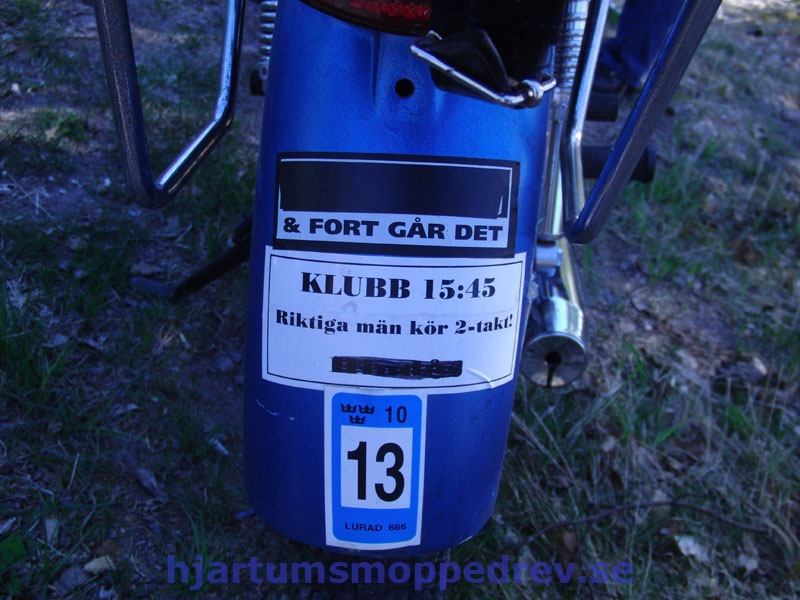 & FORT GÅR DET
KLUBB 15:45
Riktiga män kör 2-takt!
10
13
LURAD 666
hjartumsmoppedrev.se